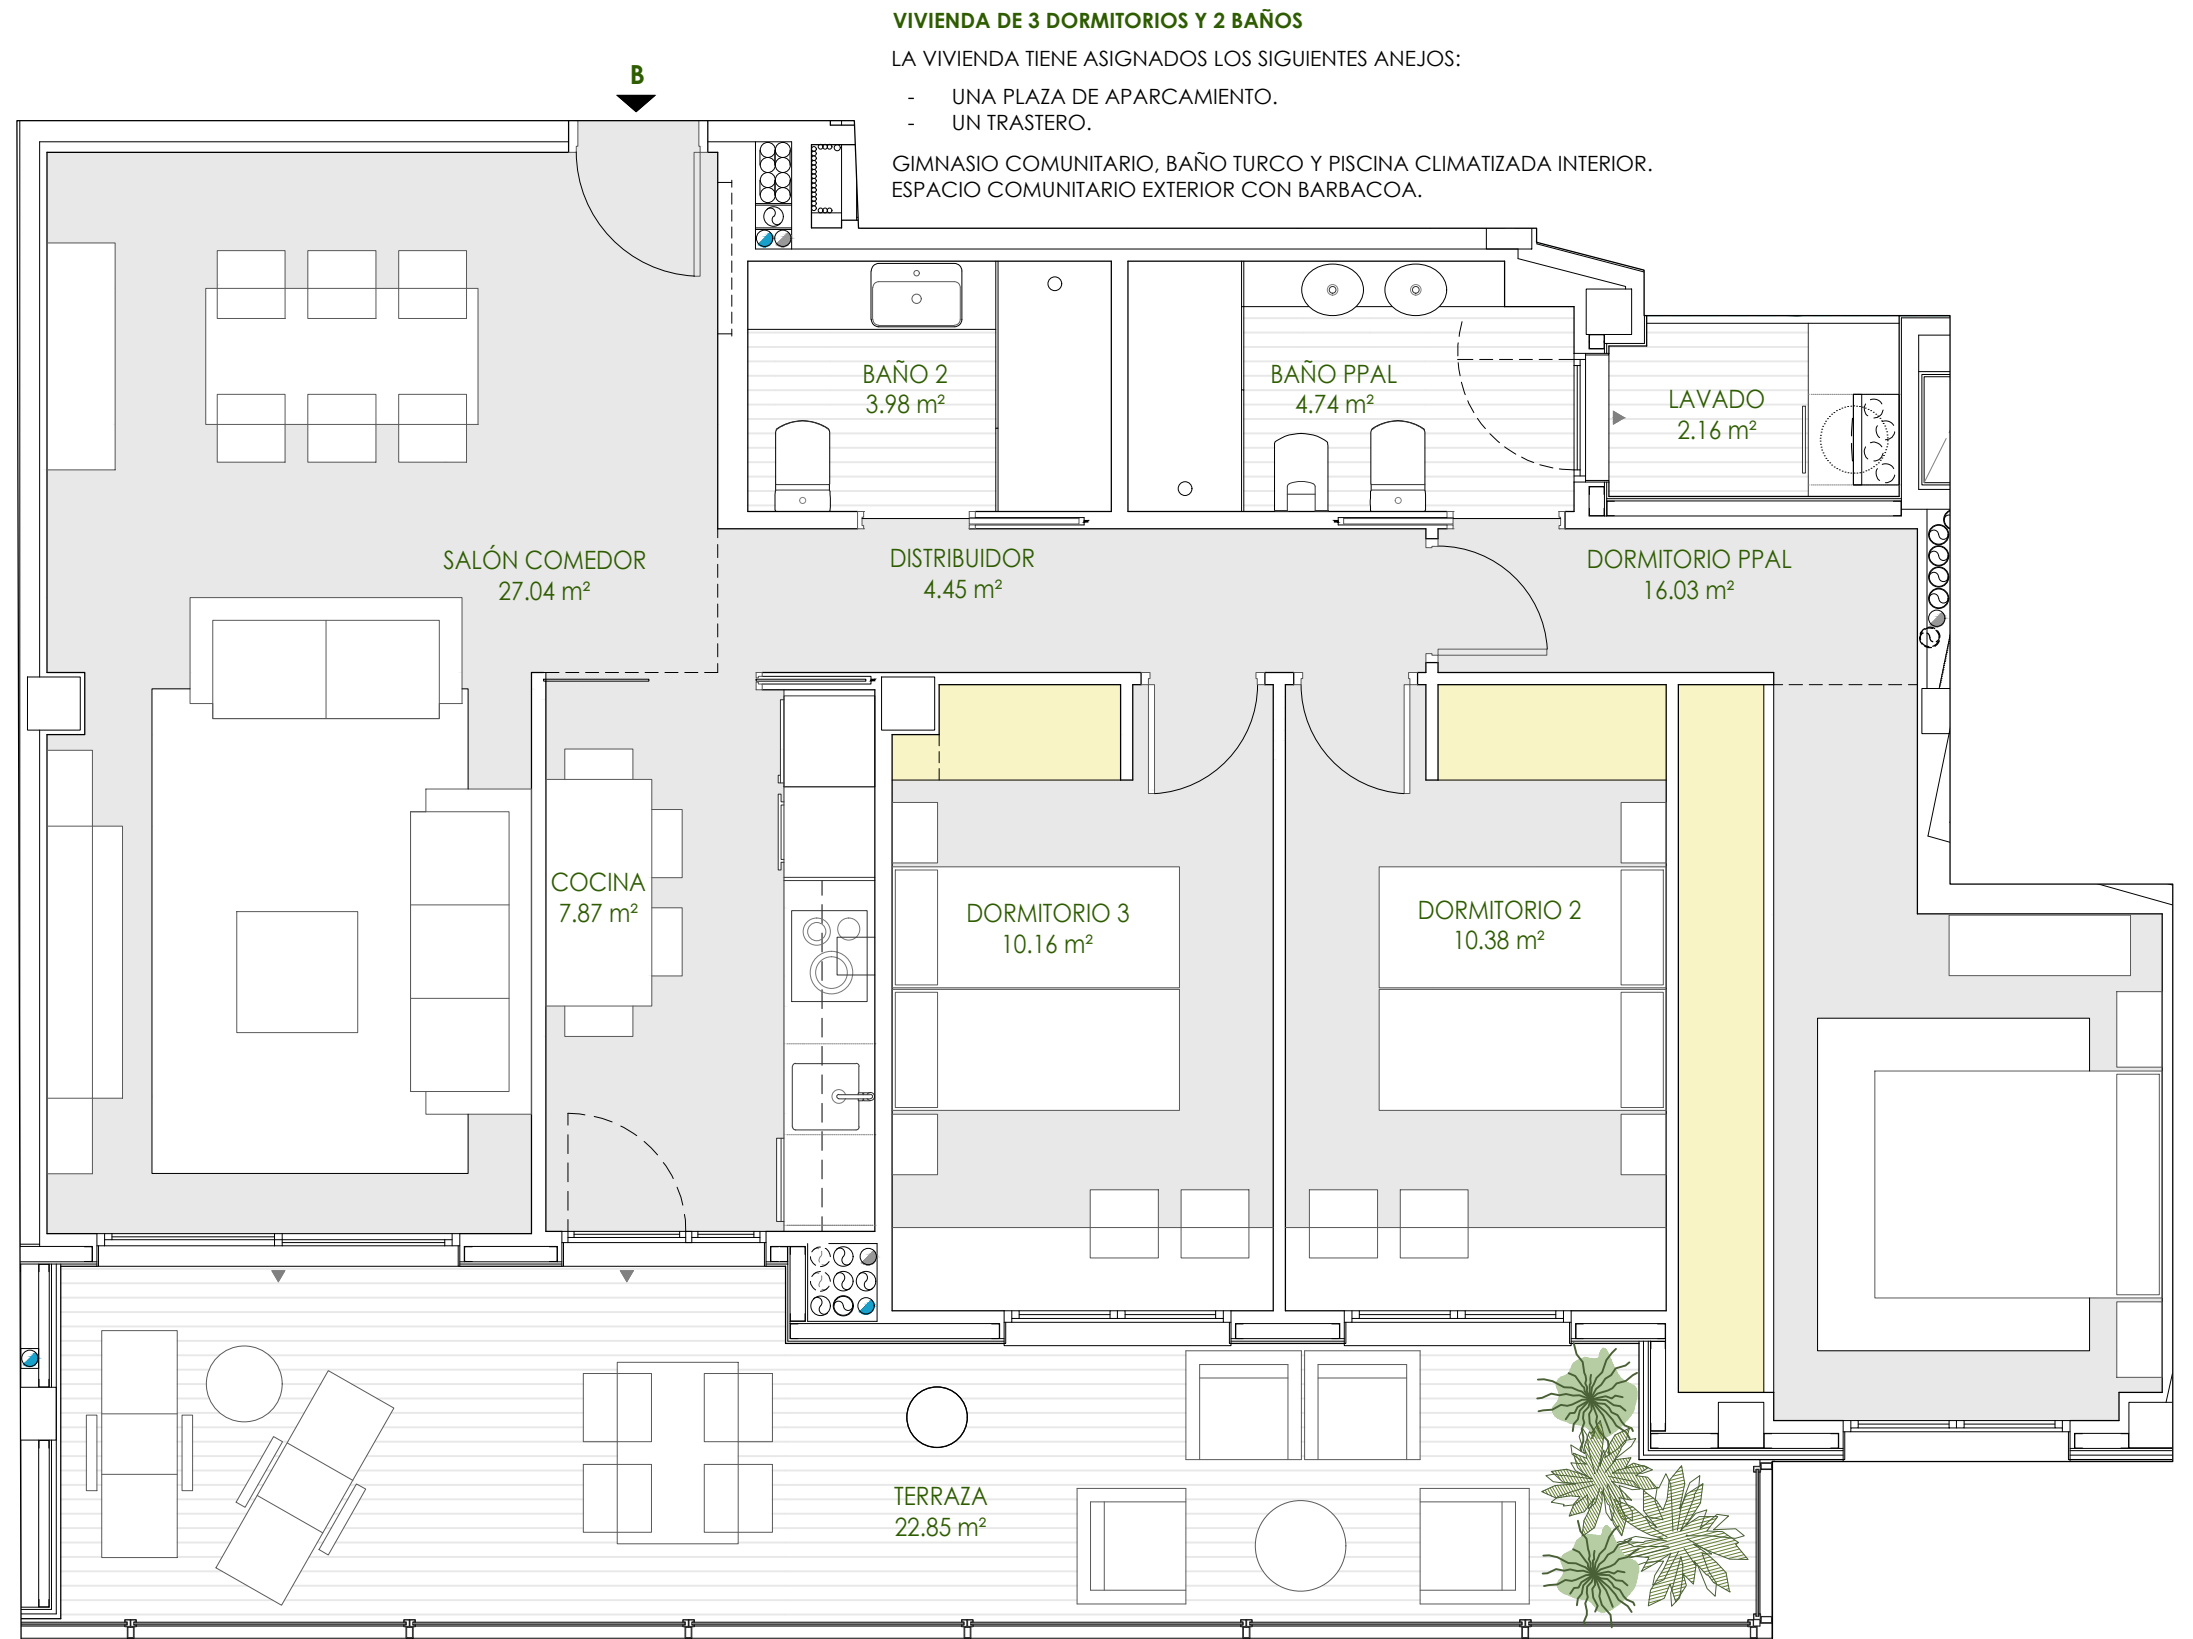 VIVIENDA DE 3 DORMITORIOS Y 2 BAÑOS
LA VIVIENDA TIENE ASIGNADOS LOS SIGUIENTES ANEJOS:
- UNA PLAZA DE APARCAMIENTO.
- UN TRASTERO.
GIMNASIO COMUNITARIO, BAÑO TURCO Y PISCINA CLIMATIZADA INTERIOR.
ESPACIO COMUNITARIO EXTERIOR CON BARBACOA.
B
BAÑO 2
3.98 m²
BAÑO PPAL
4.74 m²
LAVADO
2.16 m²
SALÓN COMEDOR
27.04 m²
DISTRIBUIDOR
4.45 m²
DORMITORIO PPAL
16.03 m²
COCINA
7.87 m²
DORMITORIO 3
10.16 m²
DORMITORIO 2
10.38 m²
TERRAZA
22.85 m²